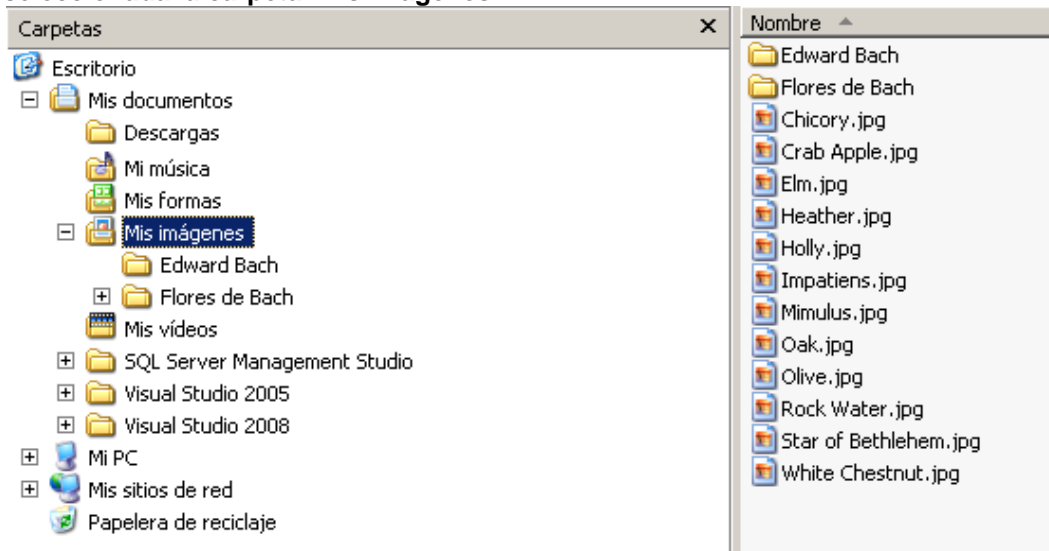 Carpetas
Escritorio
Mis documentos
Descargas
Mi música
Mis formas
Mis imágenes
Edward Bach
Flores de Bach
Mis vídeos
SQL Server Management Studio
Visual Studio 2005
Visual Studio 2008
Mi PC
Mis sitios de red
Papelera de reciclaje
Nombre
Edward Bach
Flores de Bach
Chicory.jpg
Crab Apple.jpg
Elm.jpg
Heather.jpg
Holly.jpg
Impatiens.jpg
Mimulus.jpg
Oak.jpg
Olive.jpg
Rock Water.jpg
Star of Bethlehem.jpg
White Chestnut.jpg